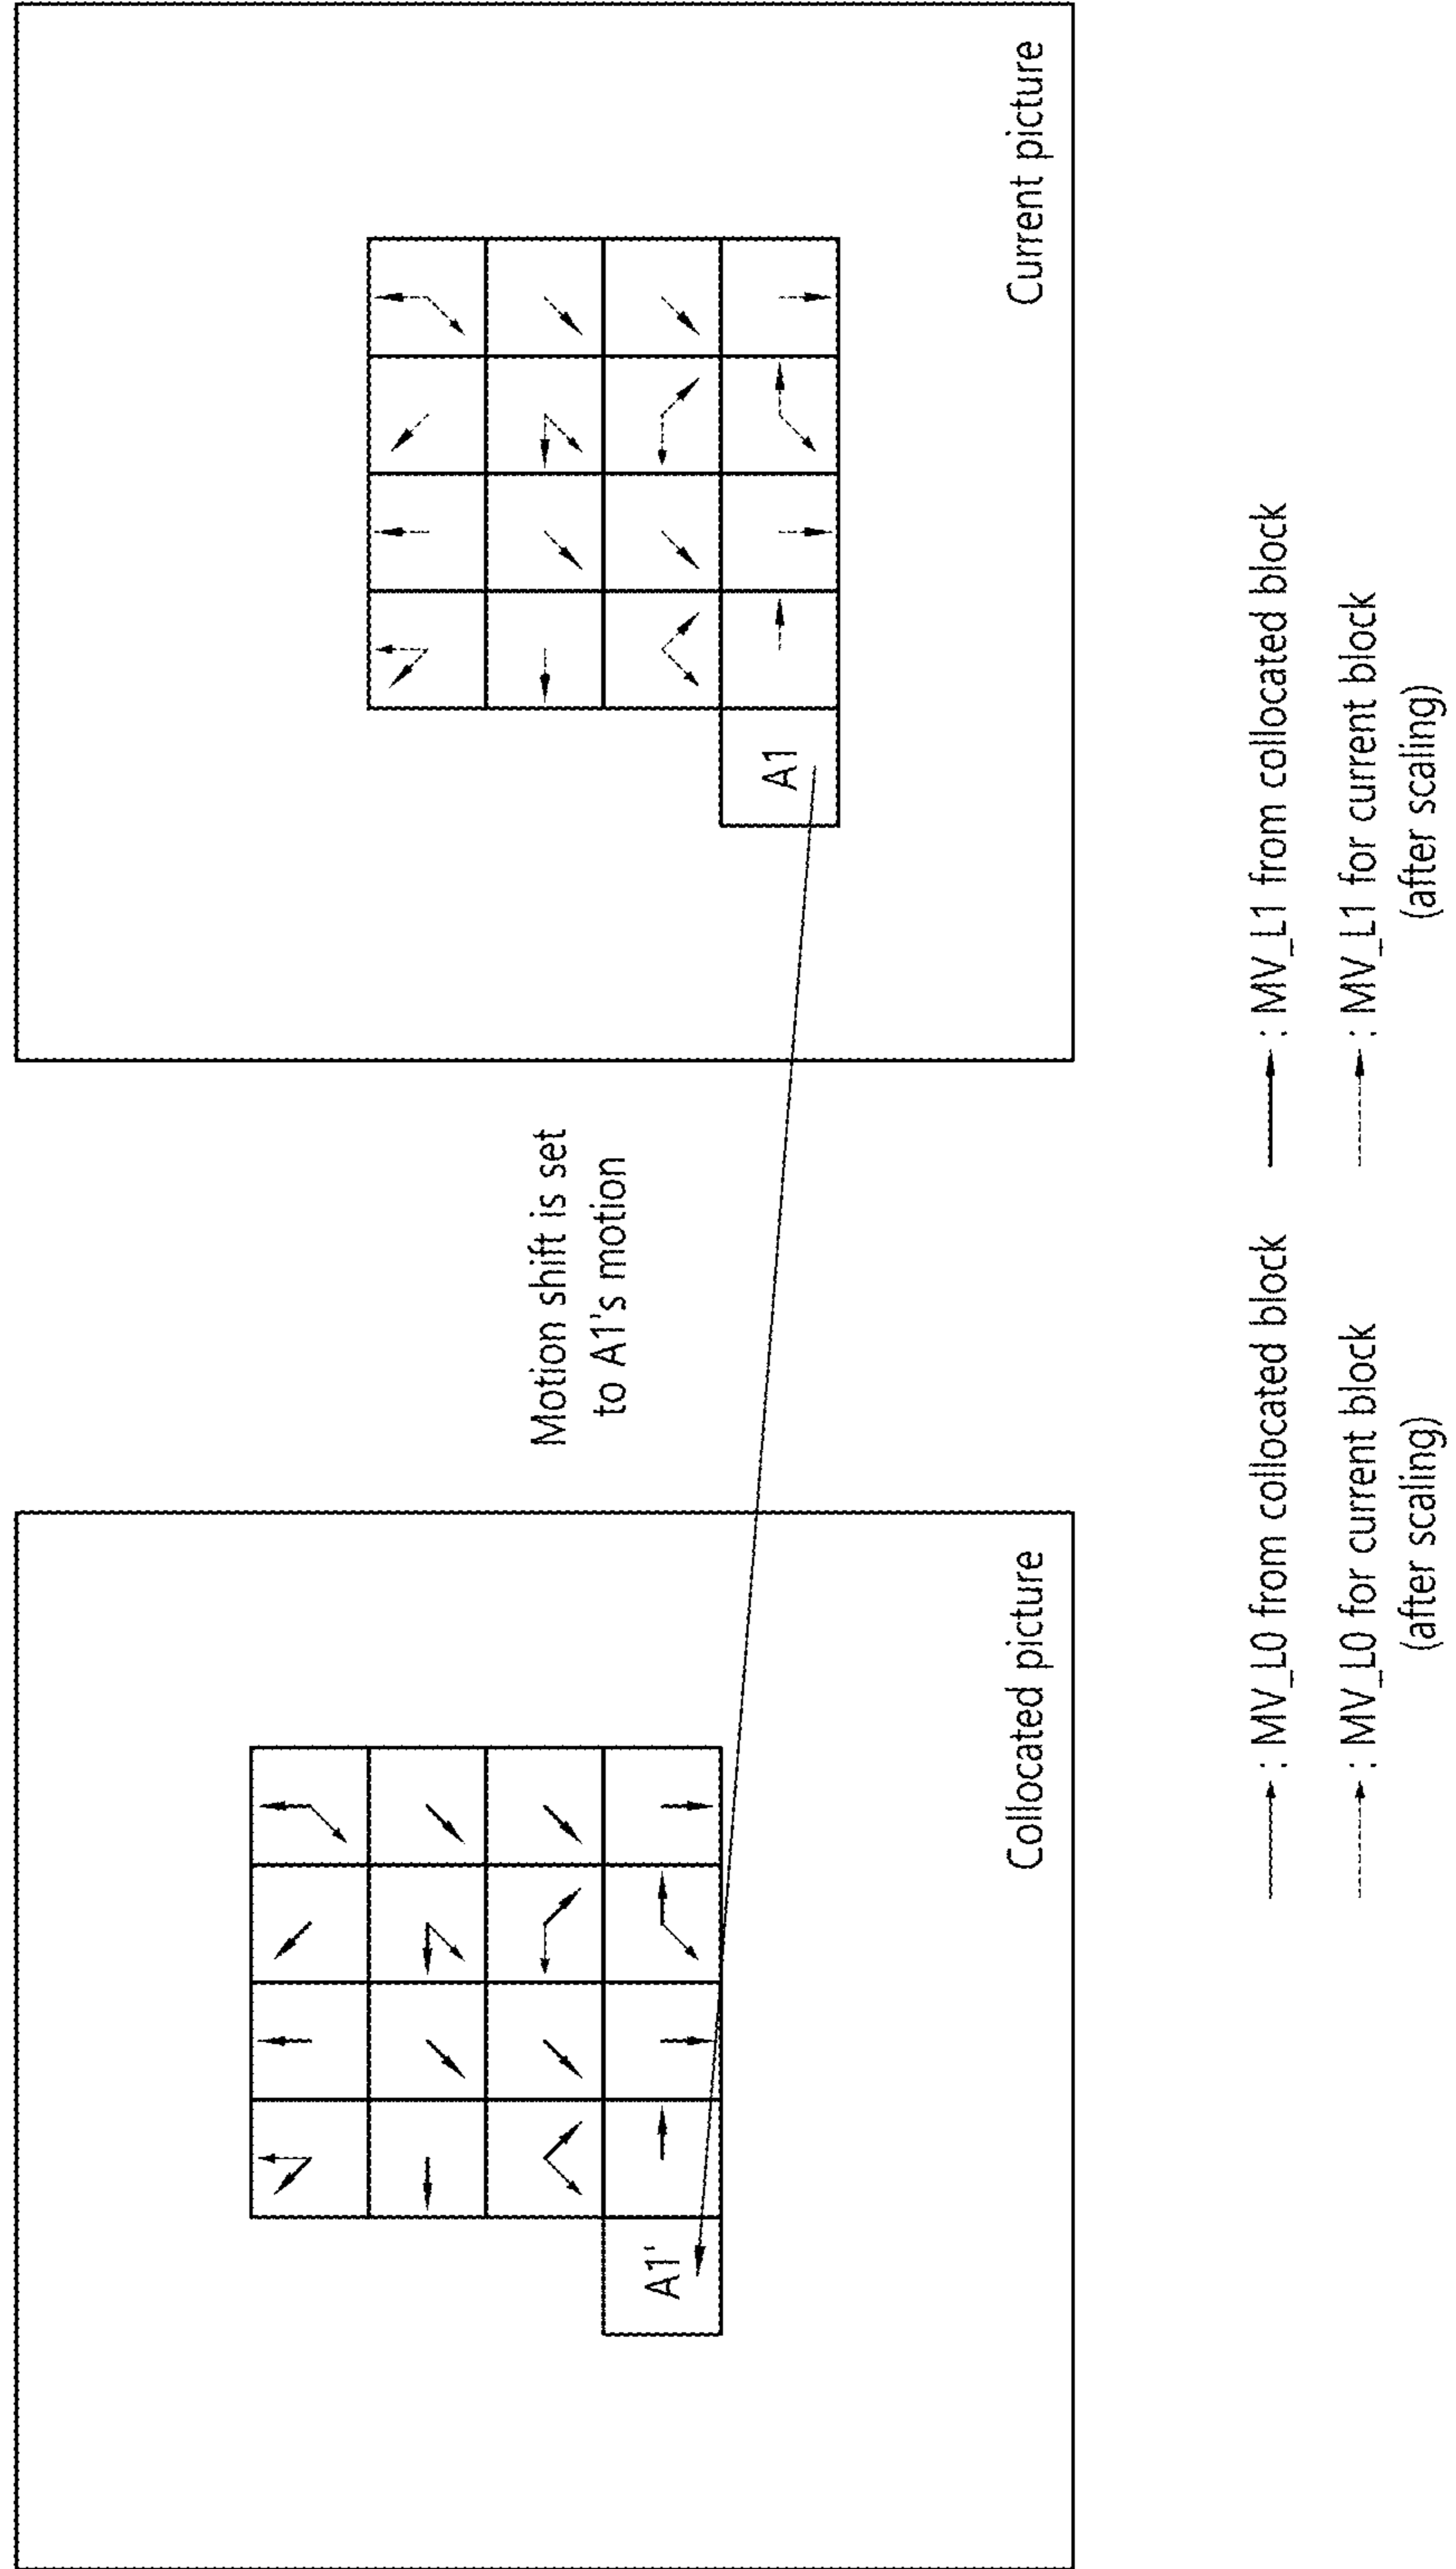 Motion shift is set
to A1's motion
A1'
A1
Collocated picture
Current picture
: MV_L0 from collocated block
: MV_L1 from collocated block
: MV_L0 for current block
(after scaling)
: MV_L1 for current block
(after scaling)